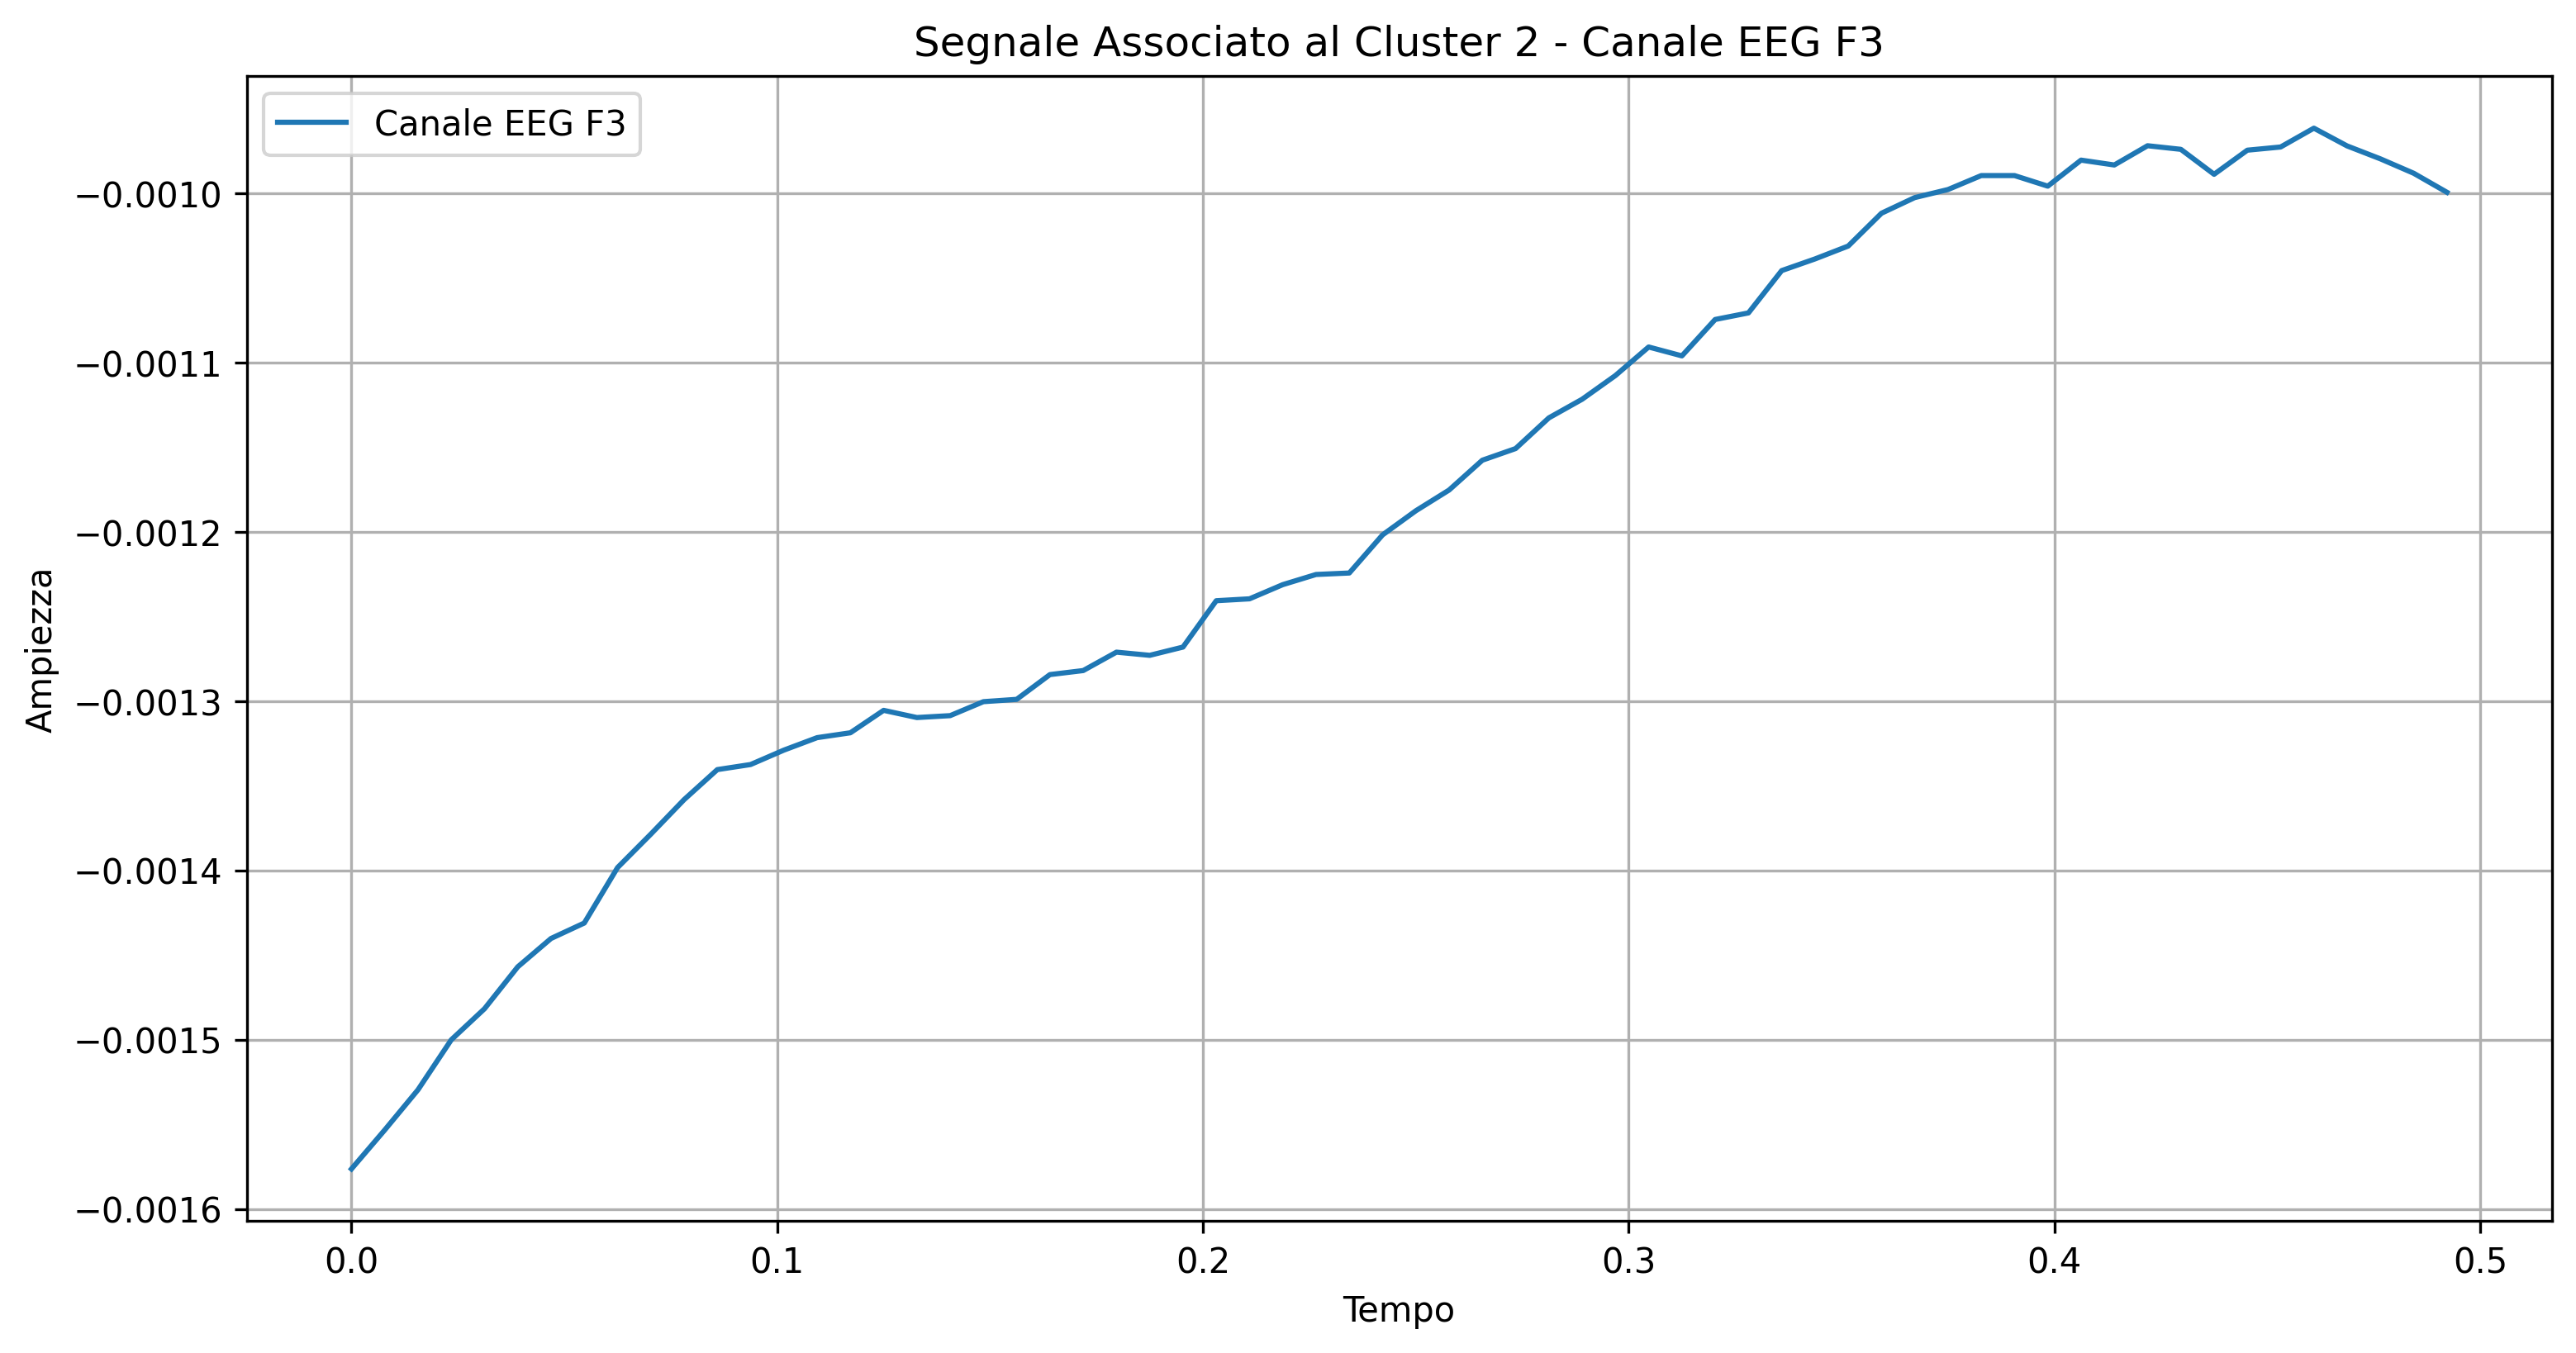 Segnale Associato al Cluster 2 - Canale EEG F3
Canale EEG F3
−0.0010
−0.0011
−0.0012
−0.0013
−0.0014
−0.0015
−0.0016
Ampiezza
0.0 0.1 0.2 0.3 0.4 0.5
Tempo